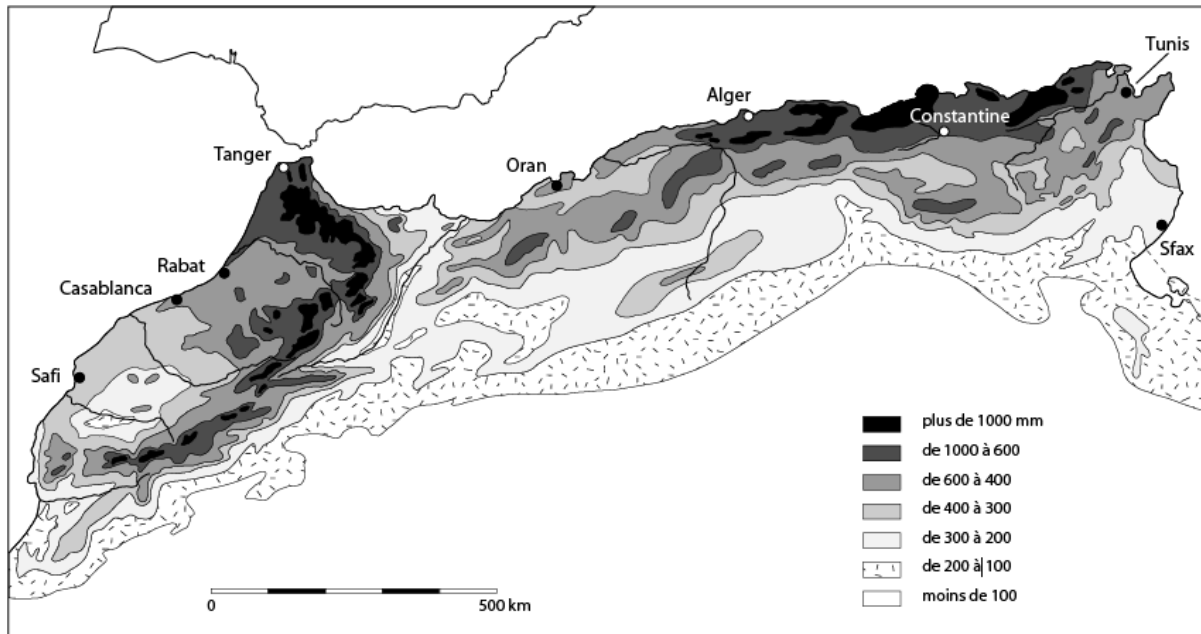 Tunis
Alger
Constantine
Tanger
Oran
Rabat
Casablanca
Sfax
Safi
plus de 1000 mm
de 1000 à 600
de 600 à 400
de 400 à 300
de 300 à 200
de 200 à 100
moins de 100
0 500 km